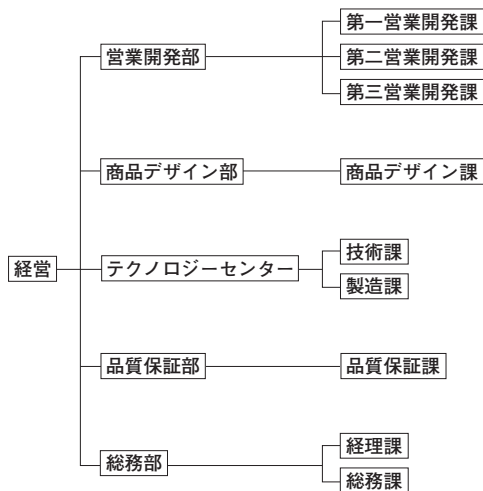 経営
営業開発部
第一営業開発課
第二営業開発課
第三営業開発課
商品デザイン部
商品デザイン課
テクノロジーセンター
技術課
製造課
品質保証部
品質保証課
総務部
経理課
総務課